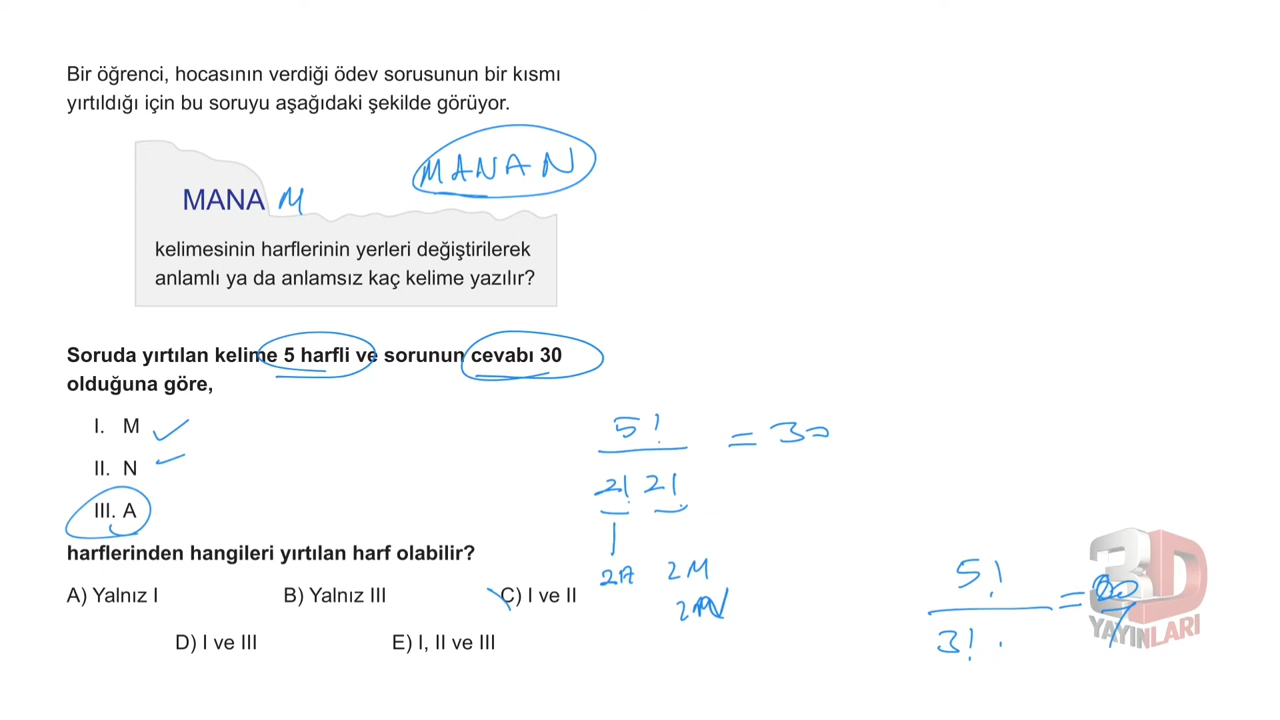 Bir öğrenci, hocasının verdiği ödev sorusunun bir kısmı
yırtıldığı için bu soruyu aşağıdaki şekilde görüyor.
MANAN
MANA M
kelimesinin harflerinin yerleri değiştirilerek
anlamlı ya da anlamsız kaç kelime yazılır?
Soruda yırtılan kelime 5 harfli ve sorunun cevabı 30
olduğuna göre,
I. M
II. N
III. A
harflerinden hangileri yırtılan harf olabilir?
A) Yalnız I B) Yalnız III C) I ve II
D) I ve III E) I, II ve III
5!
= 30
2! 2!
2A 2M
2N
5!
=
3!
3D
YAYINLARI